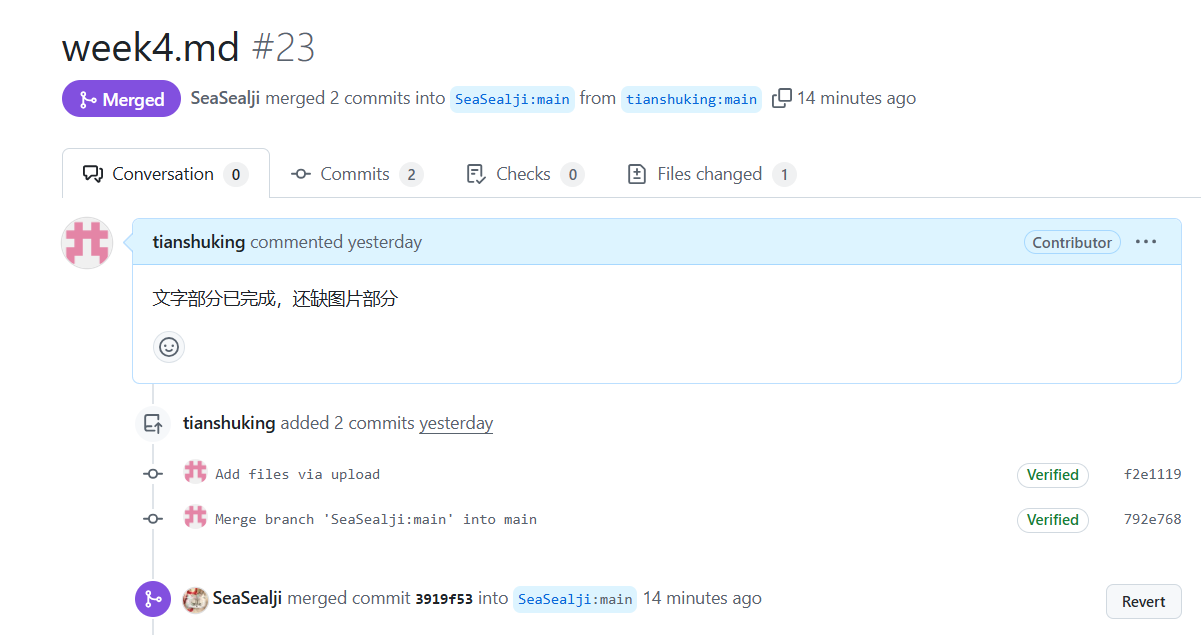 week4.md #23
Merged SeaSealji merged 2 commits into SeaSealji:main from tianshuking:main 14 minutes ago
Conversation 0 Commits 2 Checks 0 Files changed 1
tianshuking commented yesterday Contributor ...
文字部分已完成，还缺图片部分
tianshuking added 2 commits yesterday
Add files via upload Verified f2e1119
Merge branch 'SeaSealji:main' into main Verified 792e768
SeaSealji merged commit 3919f53 into SeaSealji:main 14 minutes ago Revert